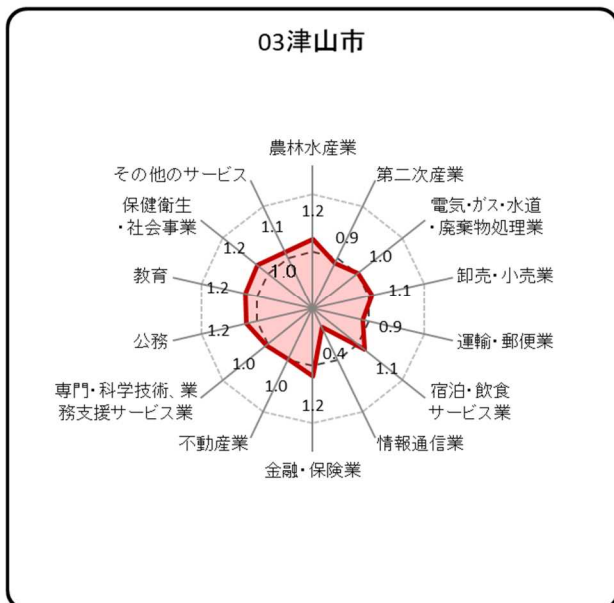 03津山市
農林水産業
第二次産業
電気・ガス・水道
・廃棄物処理業
卸売・小売業
運輸・郵便業
宿泊・飲食
サービス業
情報通信業
金融・保険業
不動産業
専門・科学技術、業
務支援サービス業
公務
教育
保健衛生
・社会事業
その他のサービス
1.2
0.9
1.0
1.1
0.9
1.1
0.4
1.2
1.0
1.0
1.2
1.2
1.2
1.1
1.0